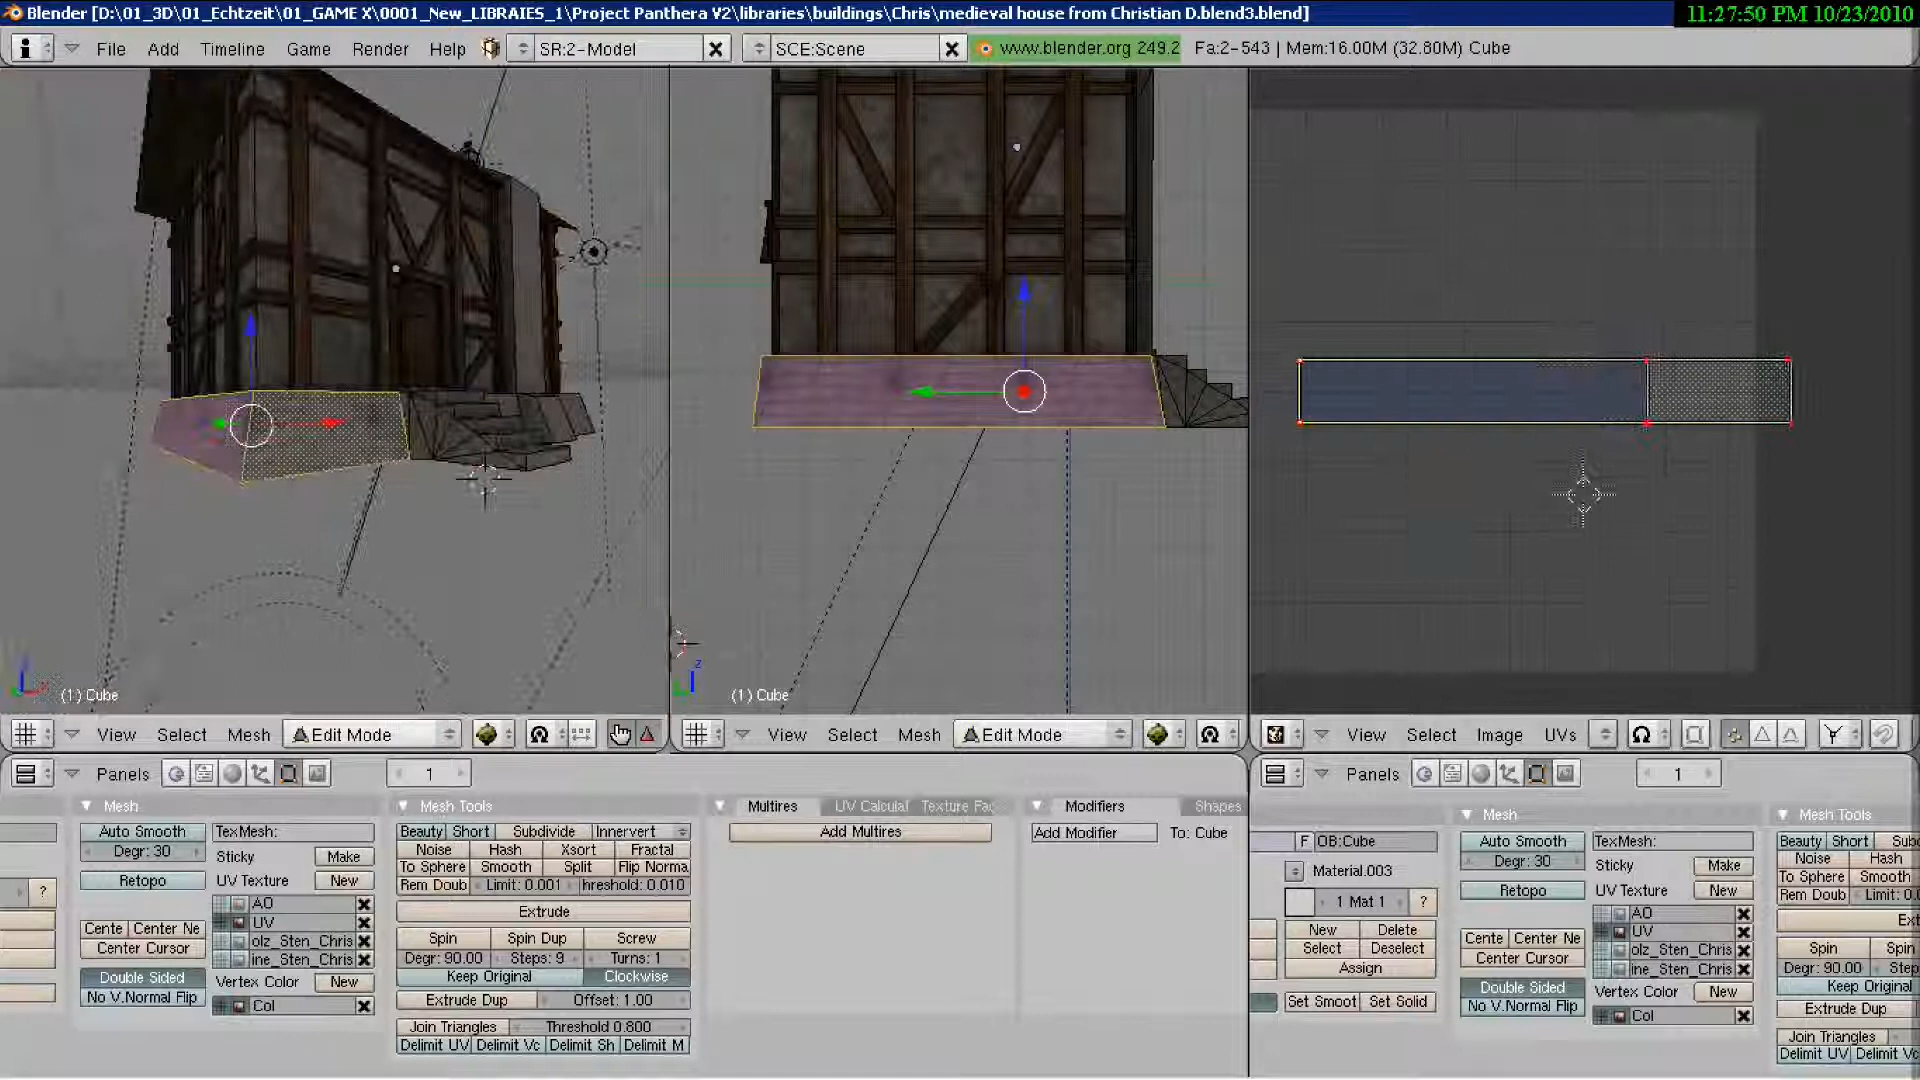 Blender [D:\01_3D\01_Echtzeit\01_GAME X\0001_New_LIBRAIES_1\Project Panthera V2\libraries\buildings\Chris\medieval house from Christian D.blend3.blend]
11:27:50 PM 10/23/2010
File Add Timeline Game Render Help SR:2-Model SCE:Scene www.blender.org 249.2 Fa:2-543 | Mem:16.00M (32.80M) Cube
(1) Cube
(1) Cube
z
View Select Mesh Edit Mode
View Select Mesh Edit Mode
View Select Image UVs
Panels 1
Panels 1
Mesh
Auto Smooth
Degr: 30
Retopo
Cente Center Ne
Center Cursor
Double Sided
No V.Normal Flip
TexMesh:
Sticky Make
UV Texture New
AO
UV
olz_Sten_Chris
ine_Sten_Chris
Vertex Color New
Col
?
Mesh Tools
Beauty Short Subdivide Innervert
Noise Hash Xsort Fractal
To Sphere Smooth Split Flip Norma
Rem Doub Limit: 0.001 hreshold: 0.010
Extrude
Spin Spin Dup Screw
Degr: 90.00 Steps: 9 Turns: 1
Keep Original Clockwise
Extrude Dup Offset: 1.00
Join Triangles Threshold 0.800
Delimit UV Delimit Vc Delimit Sh Delimit M
Multires UV Calculat Texture Fac
Add Multires
Modifiers Shapes
Add Modifier To: Cube
F OB:Cube
Material.003
1 Mat 1 ?
New Delete
Select Deselect
Assign
Set Smoot Set Solid
Mesh
Auto Smooth
Degr: 30
Retopo
Cente Center Ne
Center Cursor
Double Sided
No V.Normal Flip
TexMesh:
Sticky Make
UV Texture New
AO
UV
olz_Sten_Chris
ine_Sten_Chris
Vertex Color New
Col
Mesh Tools
Beauty Short Subd
Noise Hash
To Sphere Smooth
Rem Doub Limit: 0.0
Ext
Spin Spin
Degr: 90.00 Steps
Keep Original
Extrude Dup
Join Triangles
Delimit UV Delimit Vc